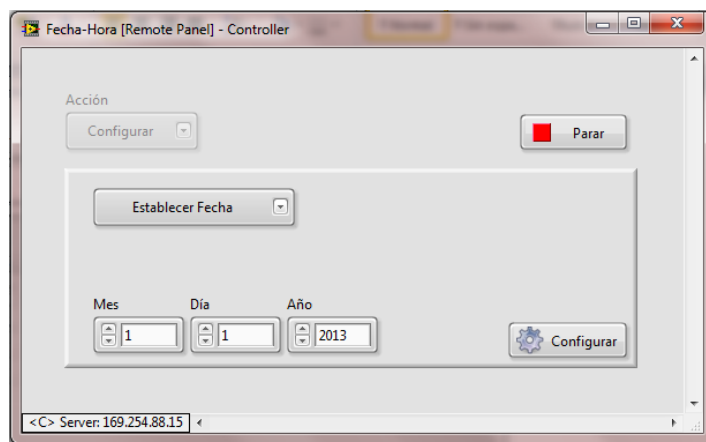 Fecha-Hora [Remote Panel] - Controller
Acción
Configurar
Parar
Establecer Fecha
Mes Día Año
1 1 2013
Configurar
<C> Server: 169.254.88.15